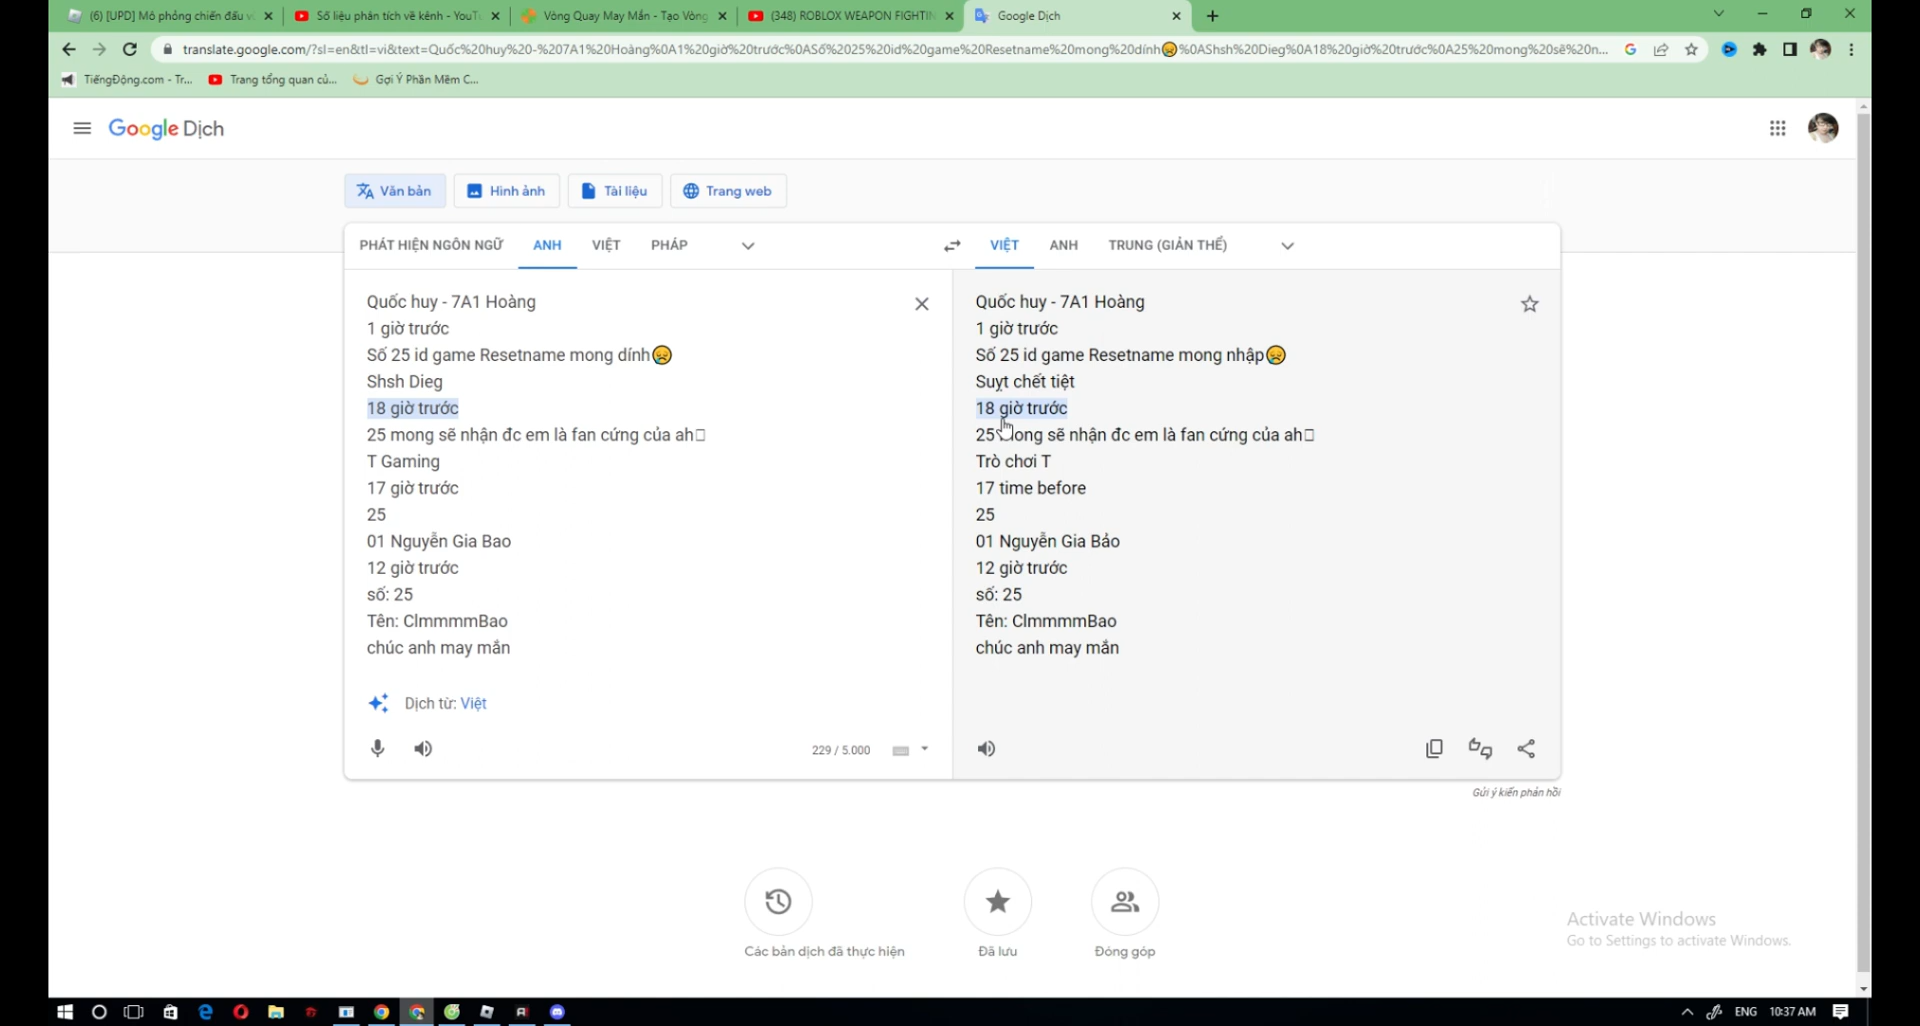 (6) [UPD] Mô phỏng chiến đấu v
Số liệu phân tích về kênh - YouTu
Vòng Quay May Mắn - Tạo Vòng
(348) ROBLOX WEAPON FIGHTIN
Google Dịch
translate.google.com/?sl=en&tl=vi&text=Quốc%20huy%20-%207A1%20Hoàng%0A1%20giờ%20trước%0ASố%2025%20id%20game%20Resetname%20mong%20dính😥%0AShsh%20Dieg%0A18%20giờ%20trước%0A25%20mong%20sẽ%20n...
TiếngĐộng.com - Tr...
Trang tổng quan củ...
Gợi Ý Phần Mềm C...
Google Dịch
Văn bản
Hình ảnh
Tài liệu
Trang web
PHÁT HIỆN NGÔN NGỮ
ANH
VIỆT
PHÁP
VIỆT
ANH
TRUNG (GIẢN THỂ)
Quốc huy - 7A1 Hoàng
1 giờ trước
Số 25 id game Resetname mong dính😥
Shsh Dieg
18 giờ trước
25 mong sẽ nhận đc em là fan cứng của ah
T Gaming
17 giờ trước
25
01 Nguyễn Gia Bao
12 giờ trước
số: 25
Tên: ClmmmmBao
chúc anh may mắn
Dịch từ: Việt
229 / 5.000
Quốc huy - 7A1 Hoàng
1 giờ trước
Số 25 id game Resetname mong nhập😥
Suỵt chết tiệt
18 giờ trước
25 mong sẽ nhận đc em là fan cứng của ah
Trò chơi T
17 time before
25
01 Nguyễn Gia Bảo
12 giờ trước
số: 25
Tên: ClmmmmBao
chúc anh may mắn
Gửi ý kiến phản hồi
Các bản dịch đã thực hiện
Đã lưu
Đóng góp
Activate Windows
Go to Settings to activate Windows.
ENG
10:37 AM